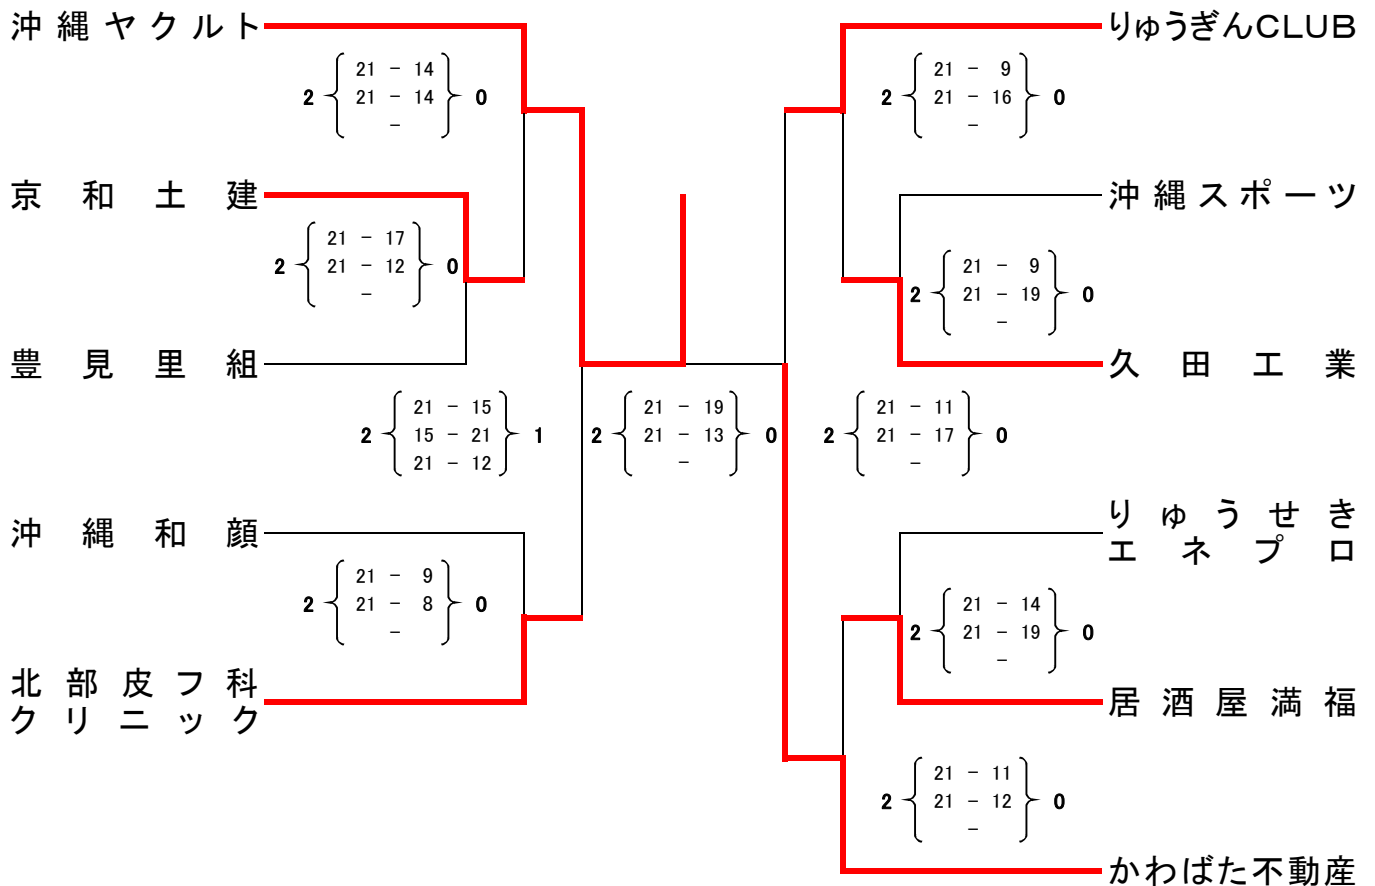 沖縄ヤクルト
りゅうぎんCLUB
21 - 14
2 21 - 14 0
-
21 - 9
2 21 - 16 0
-
京和土建
沖縄スポーツ
21 - 17
2 21 - 12 0
-
21 - 9
2 21 - 19 0
-
豊見里組
久田工業
21 - 15
2 15 - 21 1
21 - 12
21 - 19
2 21 - 13 0
-
21 - 11
2 21 - 17 0
-
沖縄和顔
りゅうせき
エネプロ
21 - 9
2 21 - 8 0
-
21 - 14
2 21 - 19 0
-
北部皮フ科
クリニック
居酒屋満福
21 - 11
2 21 - 12 0
-
かわばた不動産